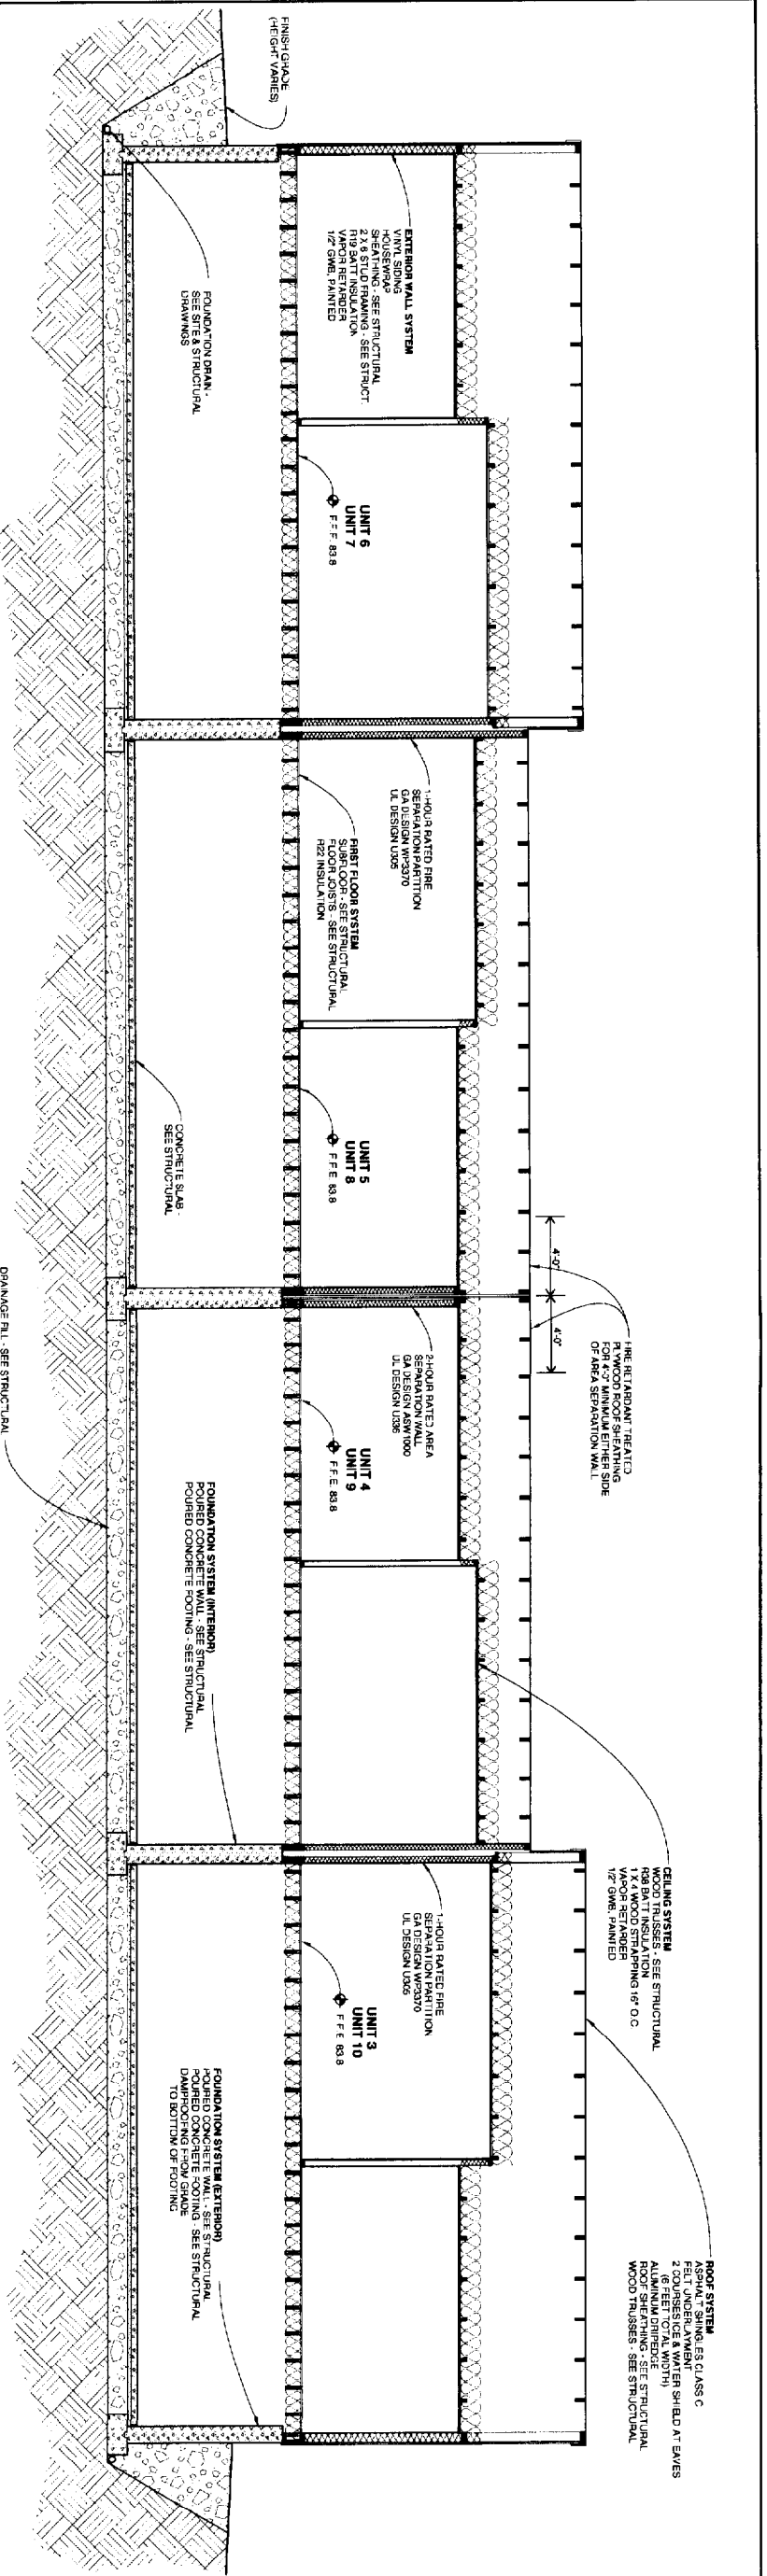 FINISH GRADE
(HEIGHT VARIES)
EXTERIOR WALL SYSTEM
VINYL SIDING
HOUSEWRAP
SHEATHING - SEE STRUCTURAL
2 X 6 STUD FRAMING - SEE STRUCT.
R19 BATT INSULATION
VAPOR RETARDER
1/2" GWB, PAINTED
FOUNDATION DRAIN -
SEE SITE & STRUCTURAL
DRAWINGS
UNIT 6
UNIT 7
F.F.E. 83.8
1-HOUR RATED FIRE
SEPARATION PARTITION
GA DESIGN WP3370
UL DESIGN U305
FIRST FLOOR SYSTEM
SUBFLOOR - SEE STRUCTURAL
FLOOR JOISTS - SEE STRUCTURAL
R22 INSULATION
CONCRETE SLAB -
SEE STRUCTURAL
UNIT 5
UNIT 8
F.F.E. 83.8
4'-0"
4'-0"
FIRE RETARDANT TREATED
PLYWOOD ROOF SHEATHING
FOR 4'-0" MINIMUM EITHER SIDE
OF AREA SEPARATION WALL
2-HOUR RATED AREA
SEPARATION WALL
GA DESIGN ASW1000
UL DESIGN U336
DRAINAGE FILL - SEE STRUCTURAL
UNIT 4
UNIT 9
F.F.E. 83.8
FOUNDATION SYSTEM (INTERIOR)
POURED CONCRETE WALL - SEE STRUCTURAL
POURED CONCRETE FOOTING - SEE STRUCTURAL
CEILING SYSTEM
WOOD TRUSSES - SEE STRUCTURAL
R38 BATT INSULATION
1 X 4 WOOD STRAPPING 16" O.C.
VAPOR RETARDER
1/2" GWB, PAINTED
1-HOUR RATED FIRE
SEPARATION PARTITION
GA DESIGN WP3370
UL DESIGN U305
UNIT 3
UNIT 10
F.F.E. 83.8
FOUNDATION SYSTEM (EXTERIOR)
POURED CONCRETE WALL - SEE STRUCTURAL
POURED CONCRETE FOOTING - SEE STRUCTURAL
DAMPROOFING FROM GRADE
TO BOTTOM OF FOOTING
ROOF SYSTEM
ASPHALT SHINGLES CLASS C
FELT UNDERLAYMENT
2 COURSES ICE & WATER SHIELD AT EAVES
(6 FEET TOTAL WIDTH)
ALUMINUM DRIPEDGE
ROOF SHEATHING - SEE STRUCTURAL
WOOD TRUSSES - SEE STRUCTURAL